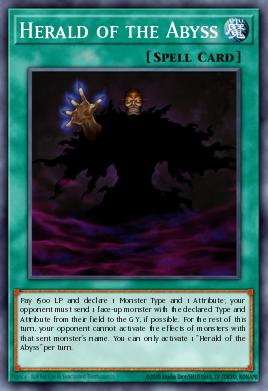 Herald of the Abyss
魔
[Spell Card]
Pay 1500 LP and declare 1 Monster Type and 1 Attribute; your
opponent must send 1 face-up monster with the declared Type and
Attribute from their field to the GY, if possible. For the rest of this
turn, your opponent cannot activate the effects of monsters with
that sent monster's name. You can only activate 1 "Herald of the
Abyss" per turn.